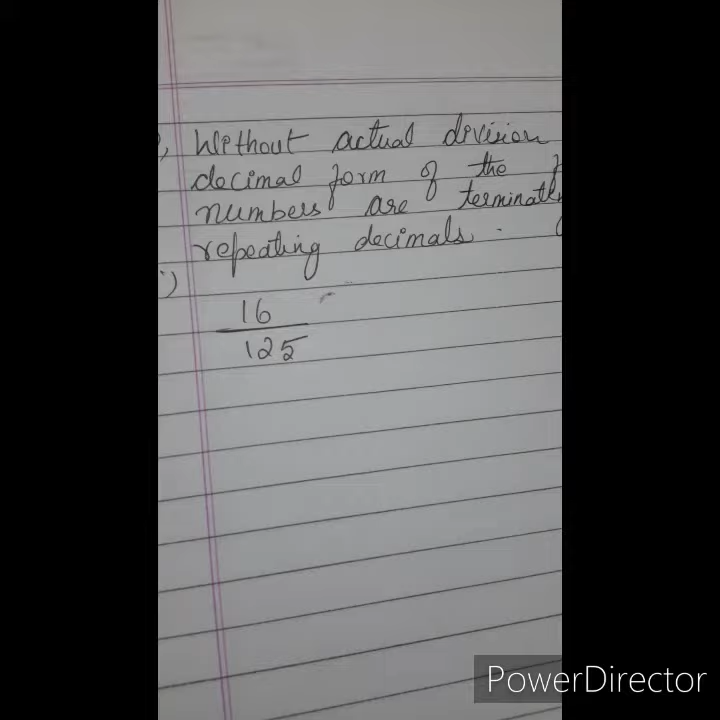 Without actual division
decimal form of the
numbers are
repeating decimals.
i)
16
125
PowerDirector